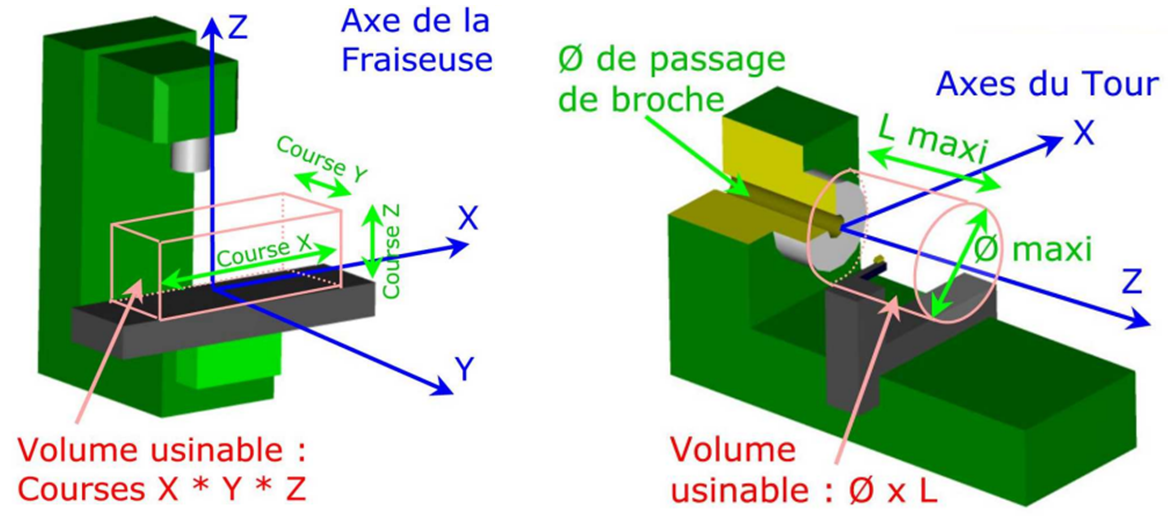 Z
Axe de la
Fraiseuse
Course Y
X
Course X
Course Z
Y
Volume usinable :
Courses X * Y * Z
Ø de passage
de broche
Axes du Tour
L maxi
X
Ø maxi
Z
Volume
usinable : Ø x L